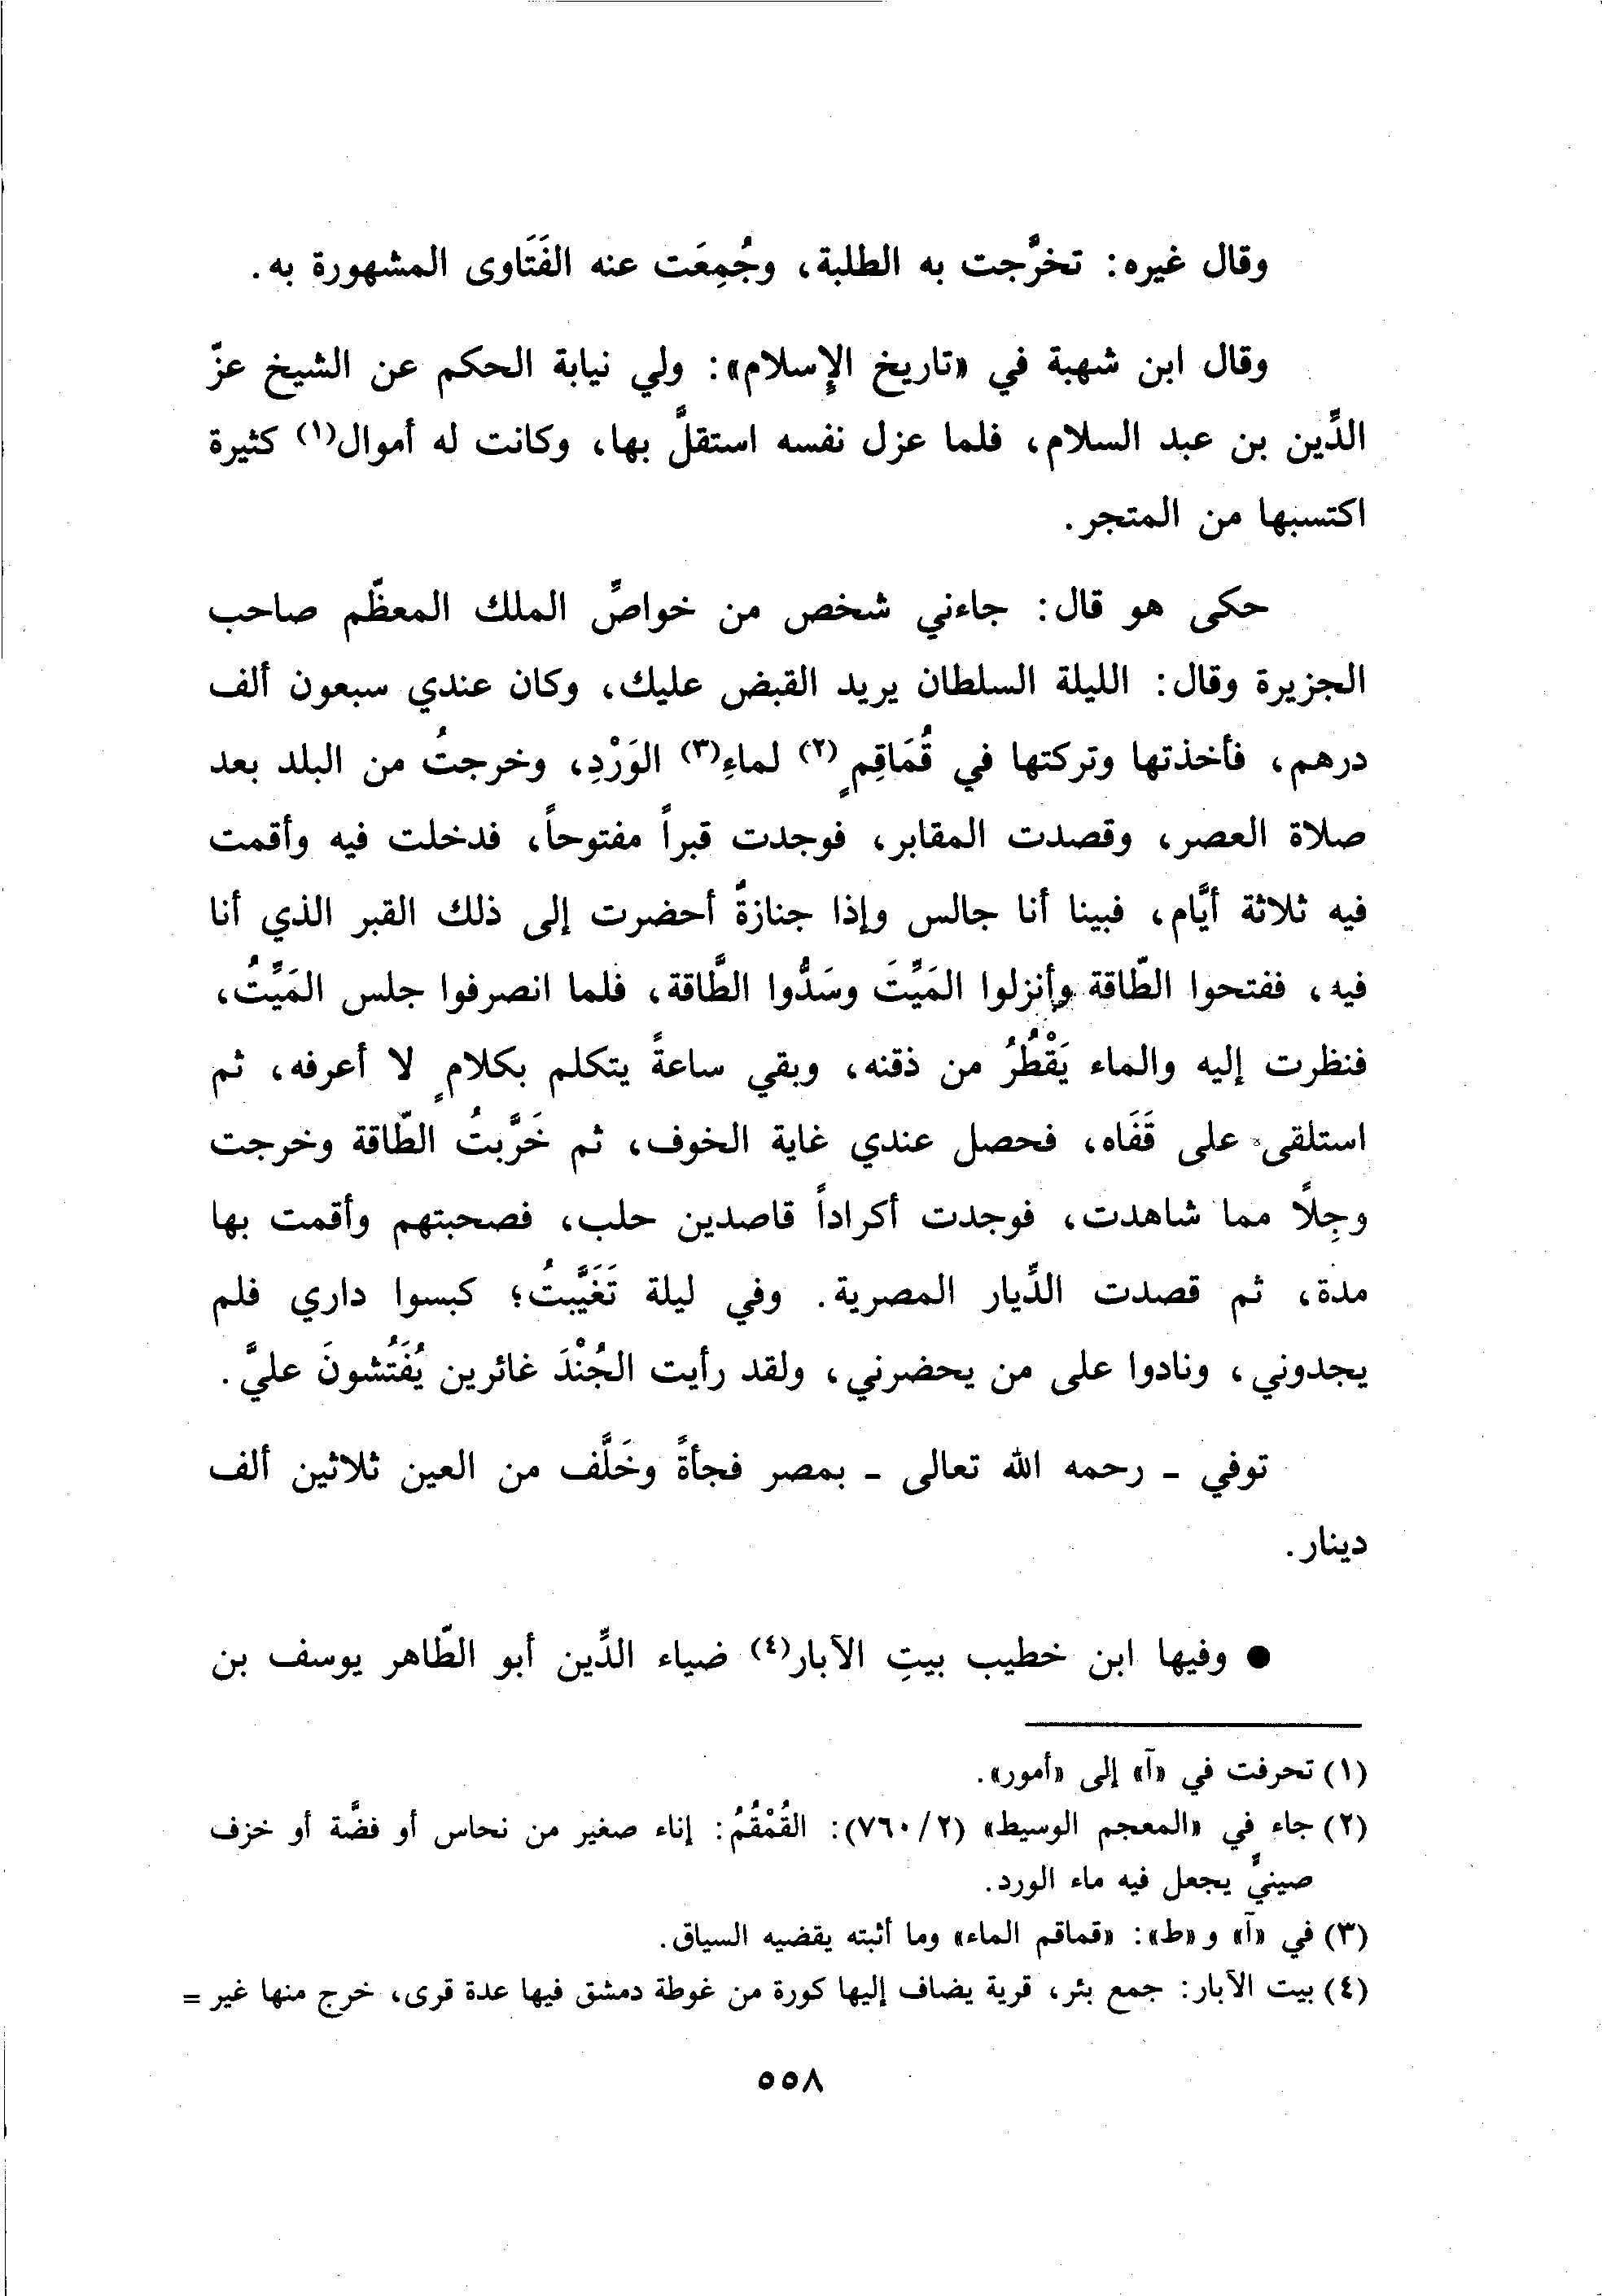 وقال غيره: تخرَّجت به الطلبة، وجُمِعَت عنه الفَتَاوى المشهورة به.
وقال ابن شهبة في «تاريخ الإِسلام»: ولي نيابة الحكم عن الشيخ عزّ
الدِّين بن عبد السلام، فلما عزل نفسه استقلَّ بها، وكانت له أموال(١) كثيرة
اكتسبها من المتجر.
حكى هو قال: جاءني شخص من خواصِّ الملك المعظّم صاحب
الجزيرة وقال: الليلة السلطان يريد القبض عليك، وكان عندي سبعون ألف
درهم، فأخذتها وتركتها في قُمَاقِمٍ(٢) لماءِ(٣) الوَرْدِ، وخرجتُ من البلد بعد
صلاة العصر، وقصدت المقابر، فوجدت قبراً مفتوحاً، فدخلت فيه وأقمت
فيه ثلاثة أيَّام، فبينا أنا جالس وإذا جنازةٌ أحضرت إلى ذلك القبر الذي أنا
فيه، ففتحوا الطّاقة وأنزلوا المَيِّتَ وسَدُّوا الطَّاقة، فلما انصرفوا جلس المَيِّتُ،
فنظرت إليه والماء يَقْطُرُ من ذقنه، وبقي ساعةً يتكلم بكلامٍ لا أعرفه، ثم
استلقى على قَفَاه، فحصل عندي غاية الخوف، ثم خَرَّبتُ الطّاقة وخرجت
وجِلاً مما شاهدت، فوجدت أكراداً قاصدين حلب، فصحبتهم وأقمت بها
مدة، ثم قصدت الدِّيار المصرية. وفي ليلة تَغَيَّبتُ؛ كبسوا داري فلم
يجدوني، ونادوا على من يحضرني، ولقد رأيت الجُنْدَ غائرين يُفَتُشونَ عليَّ.
توفي ـ رحمه الله تعالى ـ بمصر فجأةً وخَلَّف من العين ثلاثين ألف
دينار.
● وفيها ابن خطيب بيتِ الآبار(٤) ضياء الدِّين أبو الطّاهر يوسف بن
(١) تحرفت في «آ» إلى «أمور».
(٢) جاء في «المعجم الوسيط» (٢/ ٧٦٠): القُمْقُمُ: إناء صغير من نحاس أو فضَّة أو خزف
صينيٍّ يجعل فيه ماء الورد.
(٣) في «آ» و «ط»: «قماقم الماء» وما أثبته يقضيه السياق.
(٤) بيت الآبار: جمع بئر، قرية يضاف إليها كورة من غوطة دمشق فيها عدة قرى، خرج منها غير =
٥٥٨